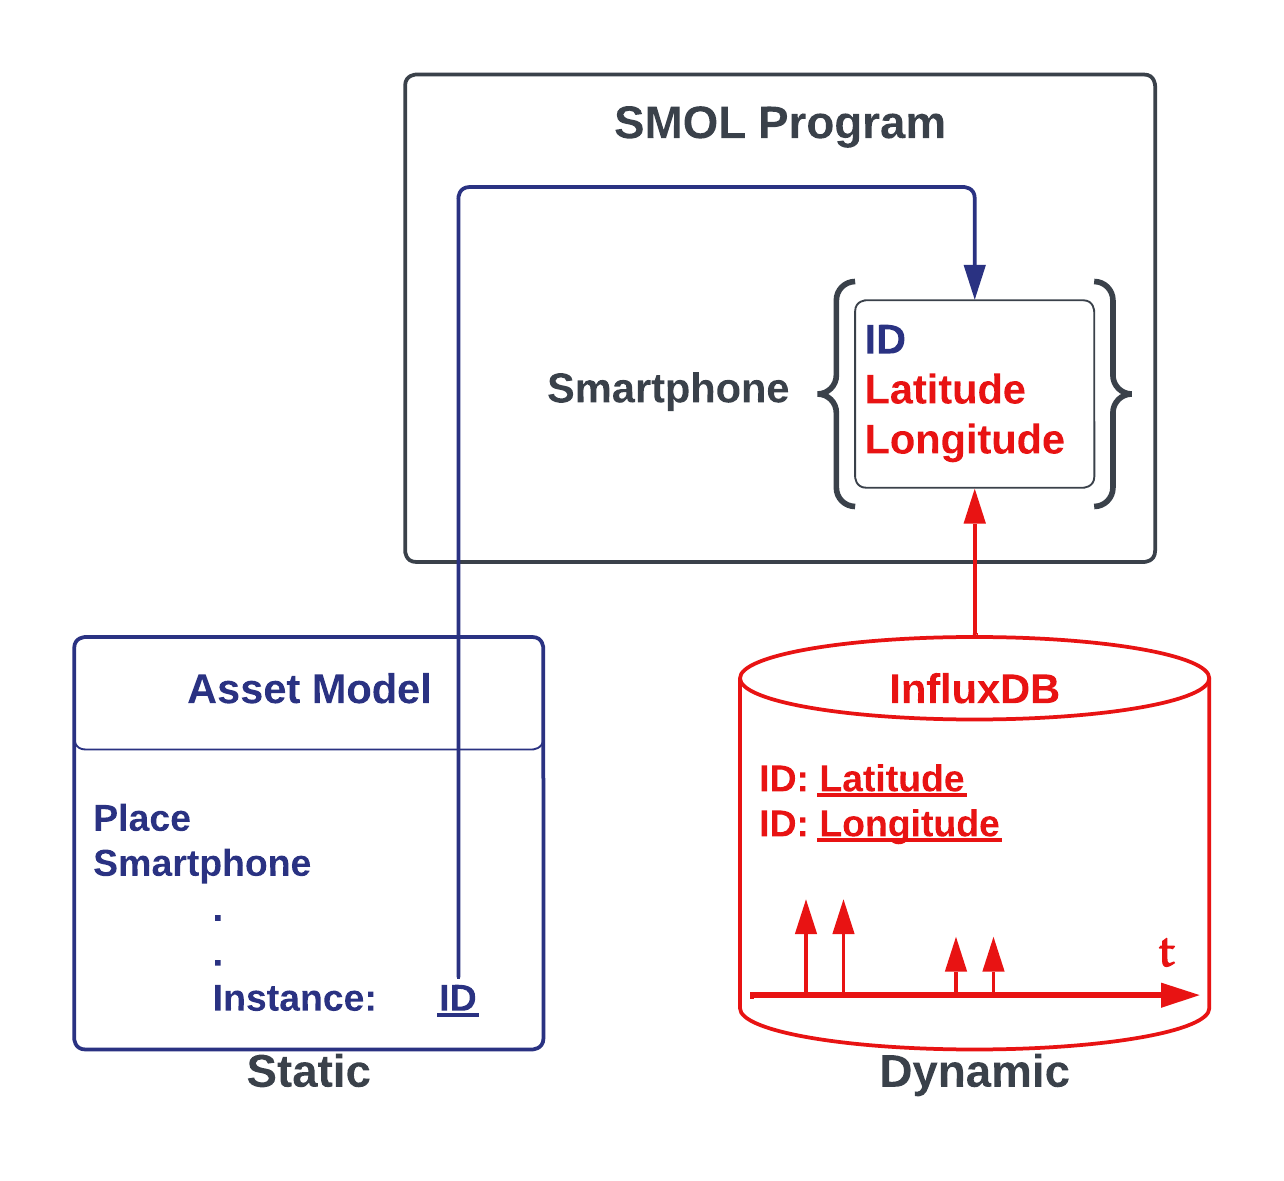 SMOL Program
ID
Smartphone
Latitude
Longitude
Asset Model
Place
Smartphone
.
.
Instance: ID
Static
InfluxDB
ID: Latitude
ID: Longitude
t
Dynamic